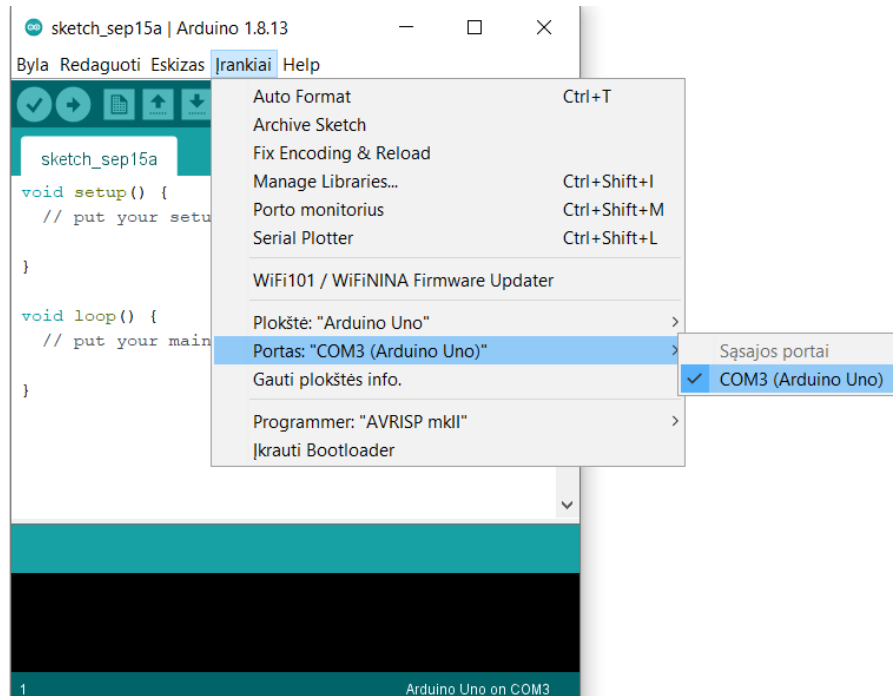 sketch_sep15a | Arduino 1.8.13
Byla Redaguoti Eskizas Įrankiai Help
sketch_sep15a
void setup() {
// put your setu
}
void loop() {
// put your main
}
Auto Format Ctrl+T
Archive Sketch
Fix Encoding & Reload
Manage Libraries... Ctrl+Shift+I
Porto monitorius Ctrl+Shift+M
Serial Plotter Ctrl+Shift+L
WiFi101 / WiFiNINA Firmware Updater
Plokštė: "Arduino Uno"
Portas: "COM3 (Arduino Uno)"
Gauti plokštės info.
Programmer: "AVRISP mkII"
Įkrauti Bootloader
Sąsajos portai
COM3 (Arduino Uno)
1 Arduino Uno on COM3